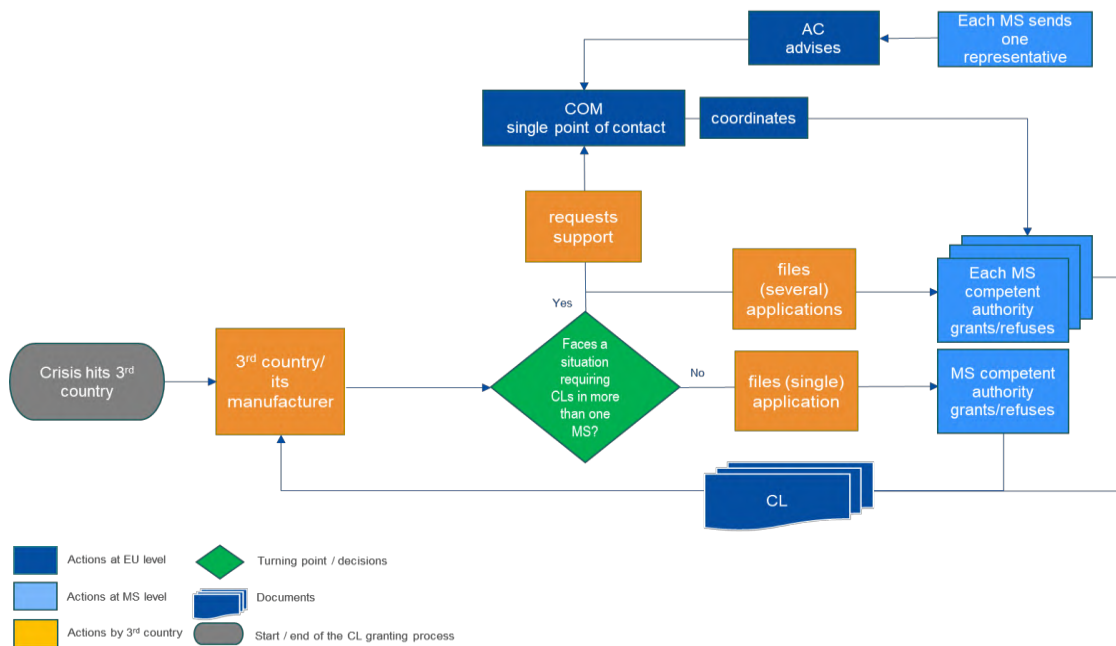 AC
advises
Each MS sends
one
representative
COM
single point of contact
coordinates
requests
support
files
(several)
applications
Each MS
competent
authority
grants/refuses
Yes
Crisis hits 3rd
country
3rd country/
its
manufacturer
Faces a
situation
requiring
CLs in more
than one
MS?
No
files (single)
application
MS competent
authority
grants/refuses
CL
Actions at EU level
Turning point / decisions
Actions at MS level
Documents
Actions by 3rd country
Start / end of the CL granting process